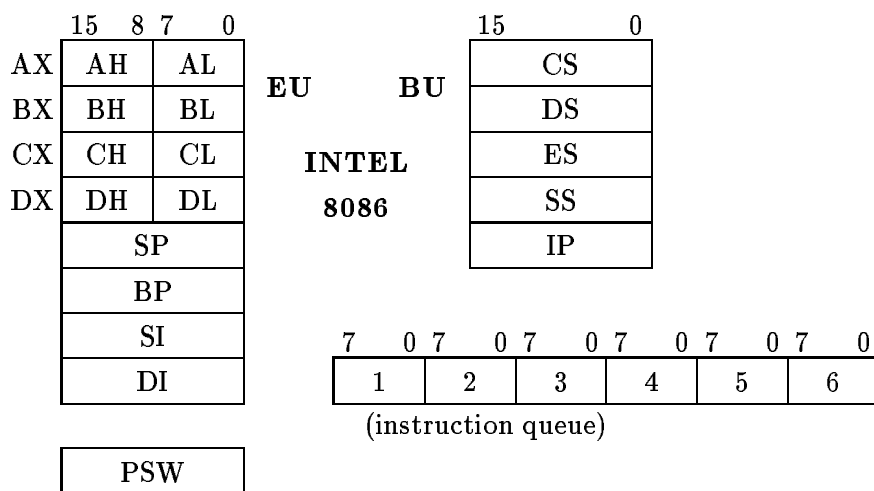 15 8 7 0 15 0
AX AH AL CS
EU BU
BX BH BL DS
CX CH CL ES
INTEL
DX DH DL SS
8086
SP IP
BP
SI
7 0 7 0 7 0 7 0 7 0 7 0
DI 1 2 3 4 5 6
(instruction queue)
PSW